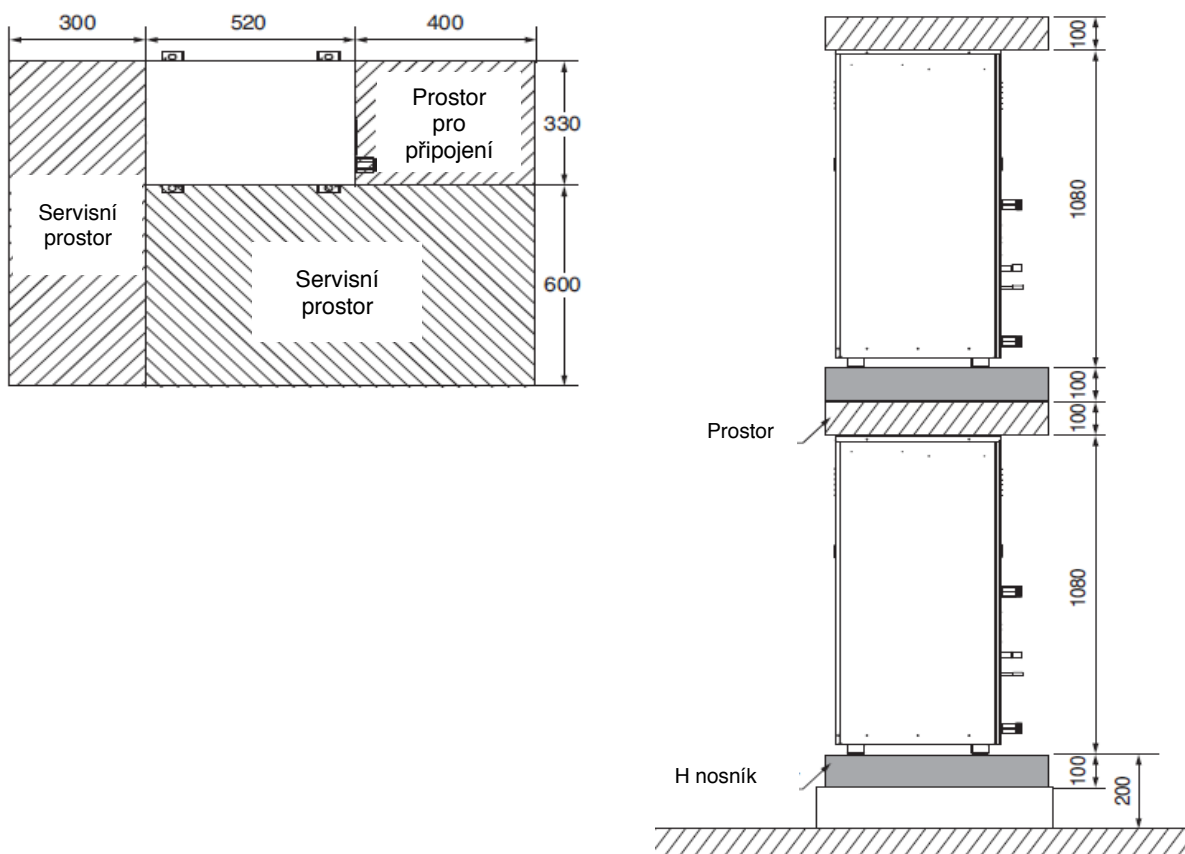 300
520
400
Prostor
pro
připojení
330
Servisní
prostor
Servisní
prostor
600
100
1080
100
100
Prostor
1080
H nosník
100
200